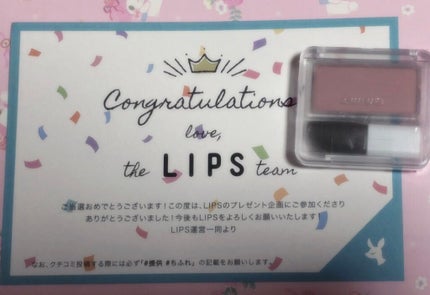 Congratulations
love,
the LIPS team
ご当選おめでとうございます!この度は、LIPSのプレゼント企画にご参加くださり
ありがとうございました!今後もLIPSをよろしくお願いいたします!
LIPS運営一同より
なお、クチコミ投稿する際には必ず「#提供 #ちふれ」の記載をお願いします。